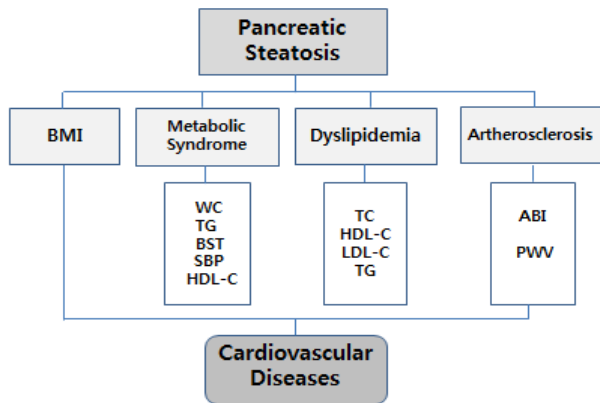 Pancreatic
Steatosis
BMI
Metabolic
Syndrome
Dyslipidemia
Artherosclerosis
WC
TG
BST
SBP
HDL-C
TC
HDL-C
LDL-C
TG
ABI
PWV
Cardiovascular
Diseases